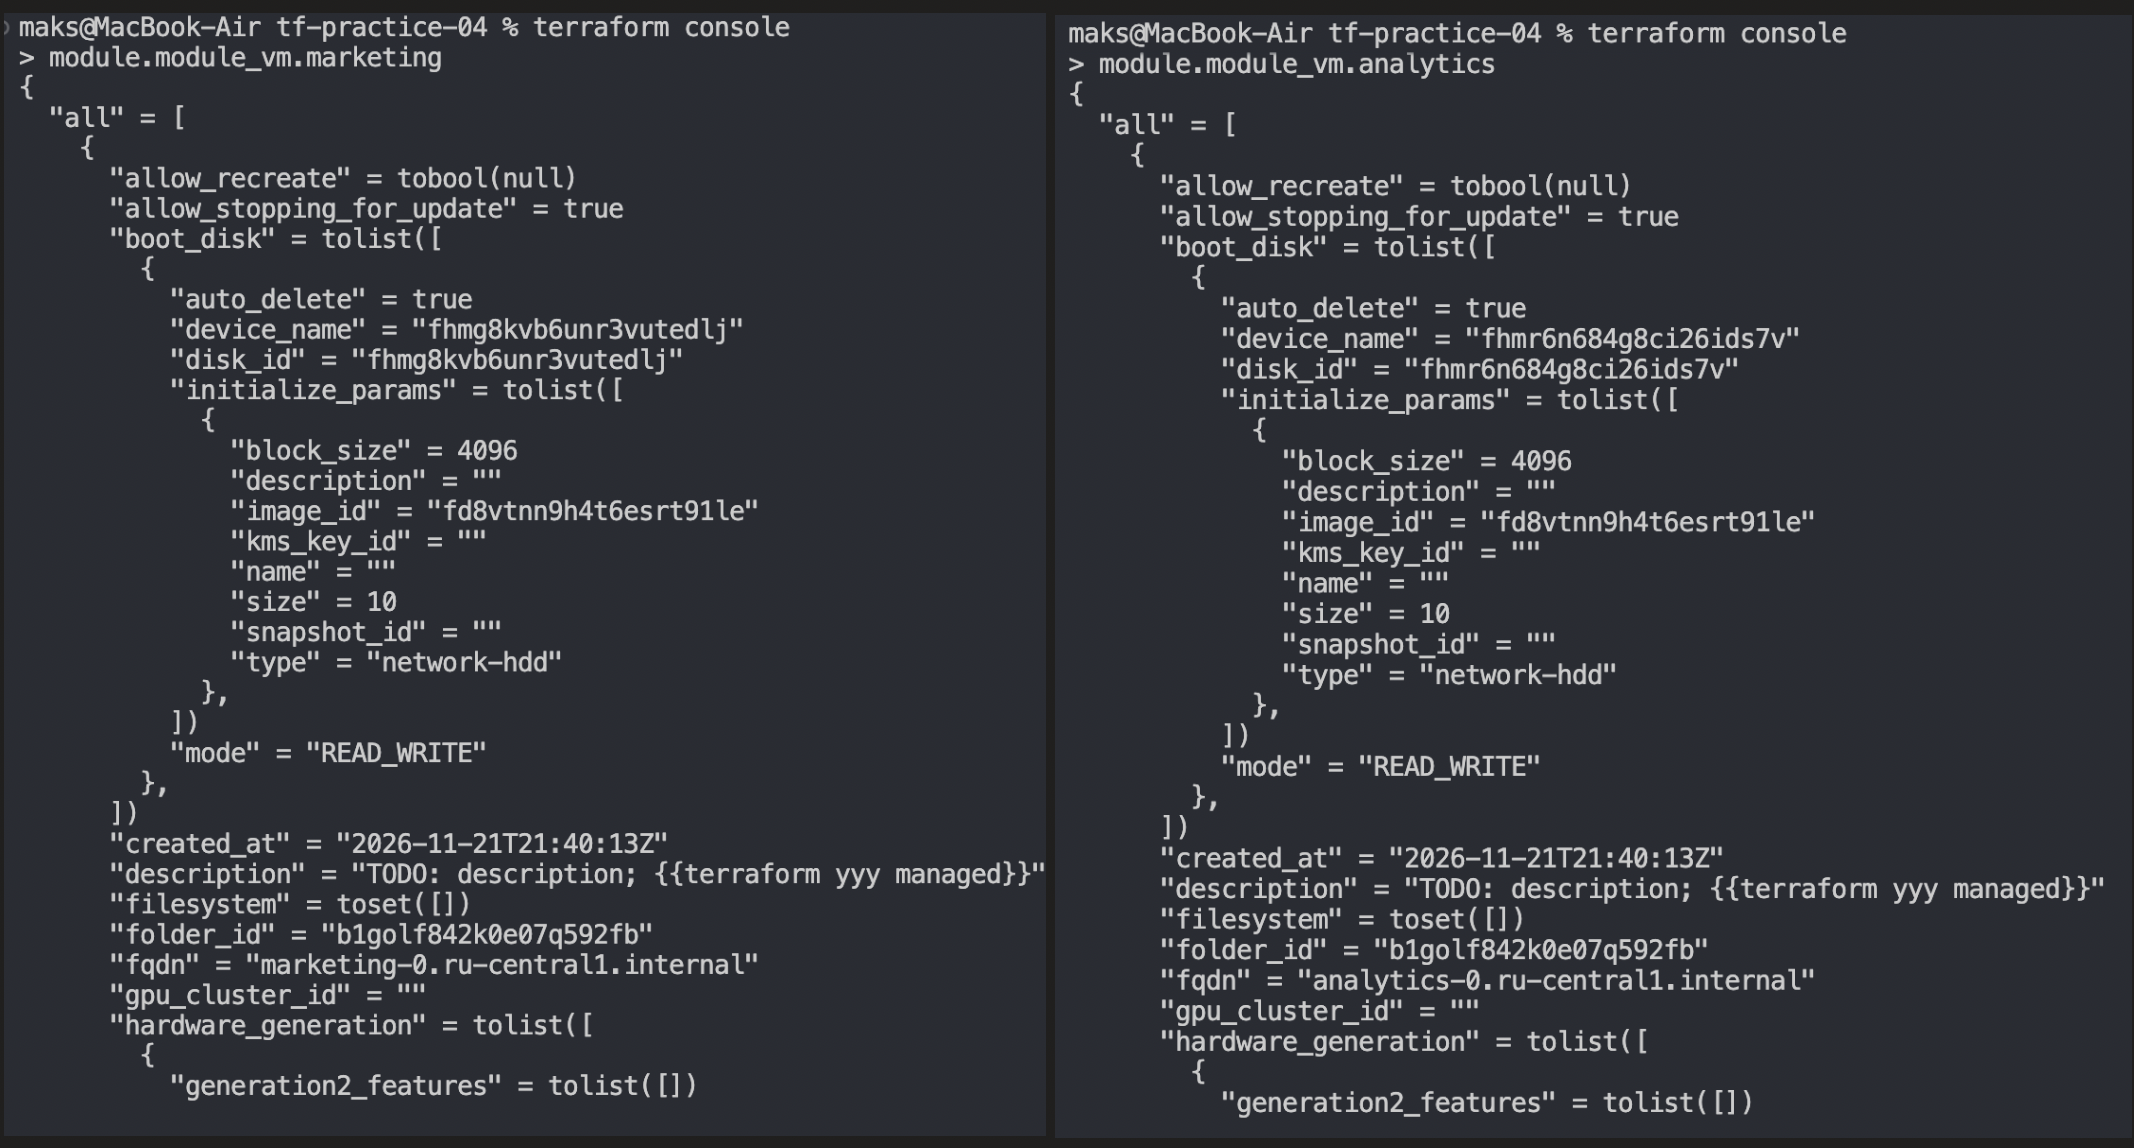 maks@MacBook-Air tf-practice-04 % terraform console
> module.module_vm.marketing
{
  "all" = [
    {
      "allow_recreate" = tobool(null)
      "allow_stopping_for_update" = true
      "boot_disk" = tolist([
        {
          "auto_delete" = true
          "device_name" = "fhmg8kvb6unr3vutedlj"
          "disk_id" = "fhmg8kvb6unr3vutedlj"
          "initialize_params" = tolist([
            {
              "block_size" = 4096
              "description" = ""
              "image_id" = "fd8vtnn9h4t6esrt91le"
              "kms_key_id" = ""
              "name" = ""
              "size" = 10
              "snapshot_id" = ""
              "type" = "network-hdd"
            },
          ])
          "mode" = "READ_WRITE"
        },
      ])
      "created_at" = "2026-11-21T21:40:13Z"
      "description" = "TODO: description; {{terraform yyy managed}}"
      "filesystem" = toset([])
      "folder_id" = "b1golf842k0e07q592fb"
      "fqdn" = "marketing-0.ru-central1.internal"
      "gpu_cluster_id" = ""
      "hardware_generation" = tolist([
        {
          "generation2_features" = tolist([])
maks@MacBook-Air tf-practice-04 % terraform console
> module.module_vm.analytics
{
  "all" = [
    {
      "allow_recreate" = tobool(null)
      "allow_stopping_for_update" = true
      "boot_disk" = tolist([
        {
          "auto_delete" = true
          "device_name" = "fhmr6n684g8ci26ids7v"
          "disk_id" = "fhmr6n684g8ci26ids7v"
          "initialize_params" = tolist([
            {
              "block_size" = 4096
              "description" = ""
              "image_id" = "fd8vtnn9h4t6esrt91le"
              "kms_key_id" = ""
              "name" = ""
              "size" = 10
              "snapshot_id" = ""
              "type" = "network-hdd"
            },
          ])
          "mode" = "READ_WRITE"
        },
      ])
      "created_at" = "2026-11-21T21:40:13Z"
      "description" = "TODO: description; {{terraform yyy managed}}"
      "filesystem" = toset([])
      "folder_id" = "b1golf842k0e07q592fb"
      "fqdn" = "analytics-0.ru-central1.internal"
      "gpu_cluster_id" = ""
      "hardware_generation" = tolist([
        {
          "generation2_features" = tolist([])